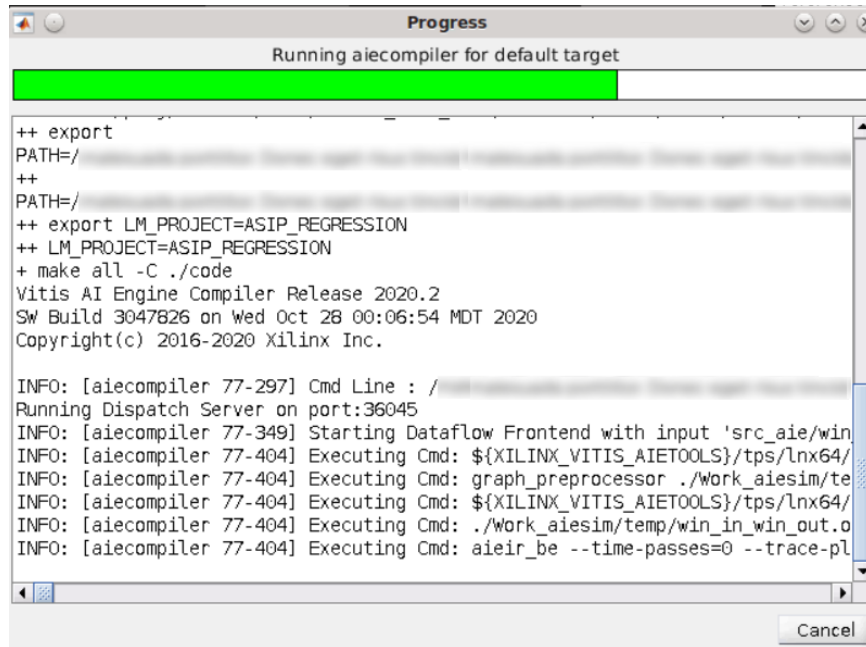 Progress
Running aiecompiler for default target
++ export
PATH=/
++
PATH=/
++ export LM_PROJECT=ASIP_REGRESSION
++ LM_PROJECT=ASIP_REGRESSION
+ make all -C ./code
Vitis AI Engine Compiler Release 2020.2
SW Build 3047826 on Wed Oct 28 00:06:54 MDT 2020
Copyright(c) 2016-2020 Xilinx Inc.
INFO: [aiecompiler 77-297] Cmd Line : /
Running Dispatch Server on port:36045
INFO: [aiecompiler 77-349] Starting Dataflow Frontend with input 'src_aie/win_
INFO: [aiecompiler 77-404] Executing Cmd: ${XILINX_VITIS_AIETOOLS}/tps/lnx64/
INFO: [aiecompiler 77-404] Executing Cmd: graph_preprocessor ./Work_aiesim/te
INFO: [aiecompiler 77-404] Executing Cmd: ${XILINX_VITIS_AIETOOLS}/tps/lnx64/
INFO: [aiecompiler 77-404] Executing Cmd: ./Work_aiesim/temp/win_in_win_out.o
INFO: [aiecompiler 77-404] Executing Cmd: aieir_be --time-passes=0 --trace-pl
Cancel